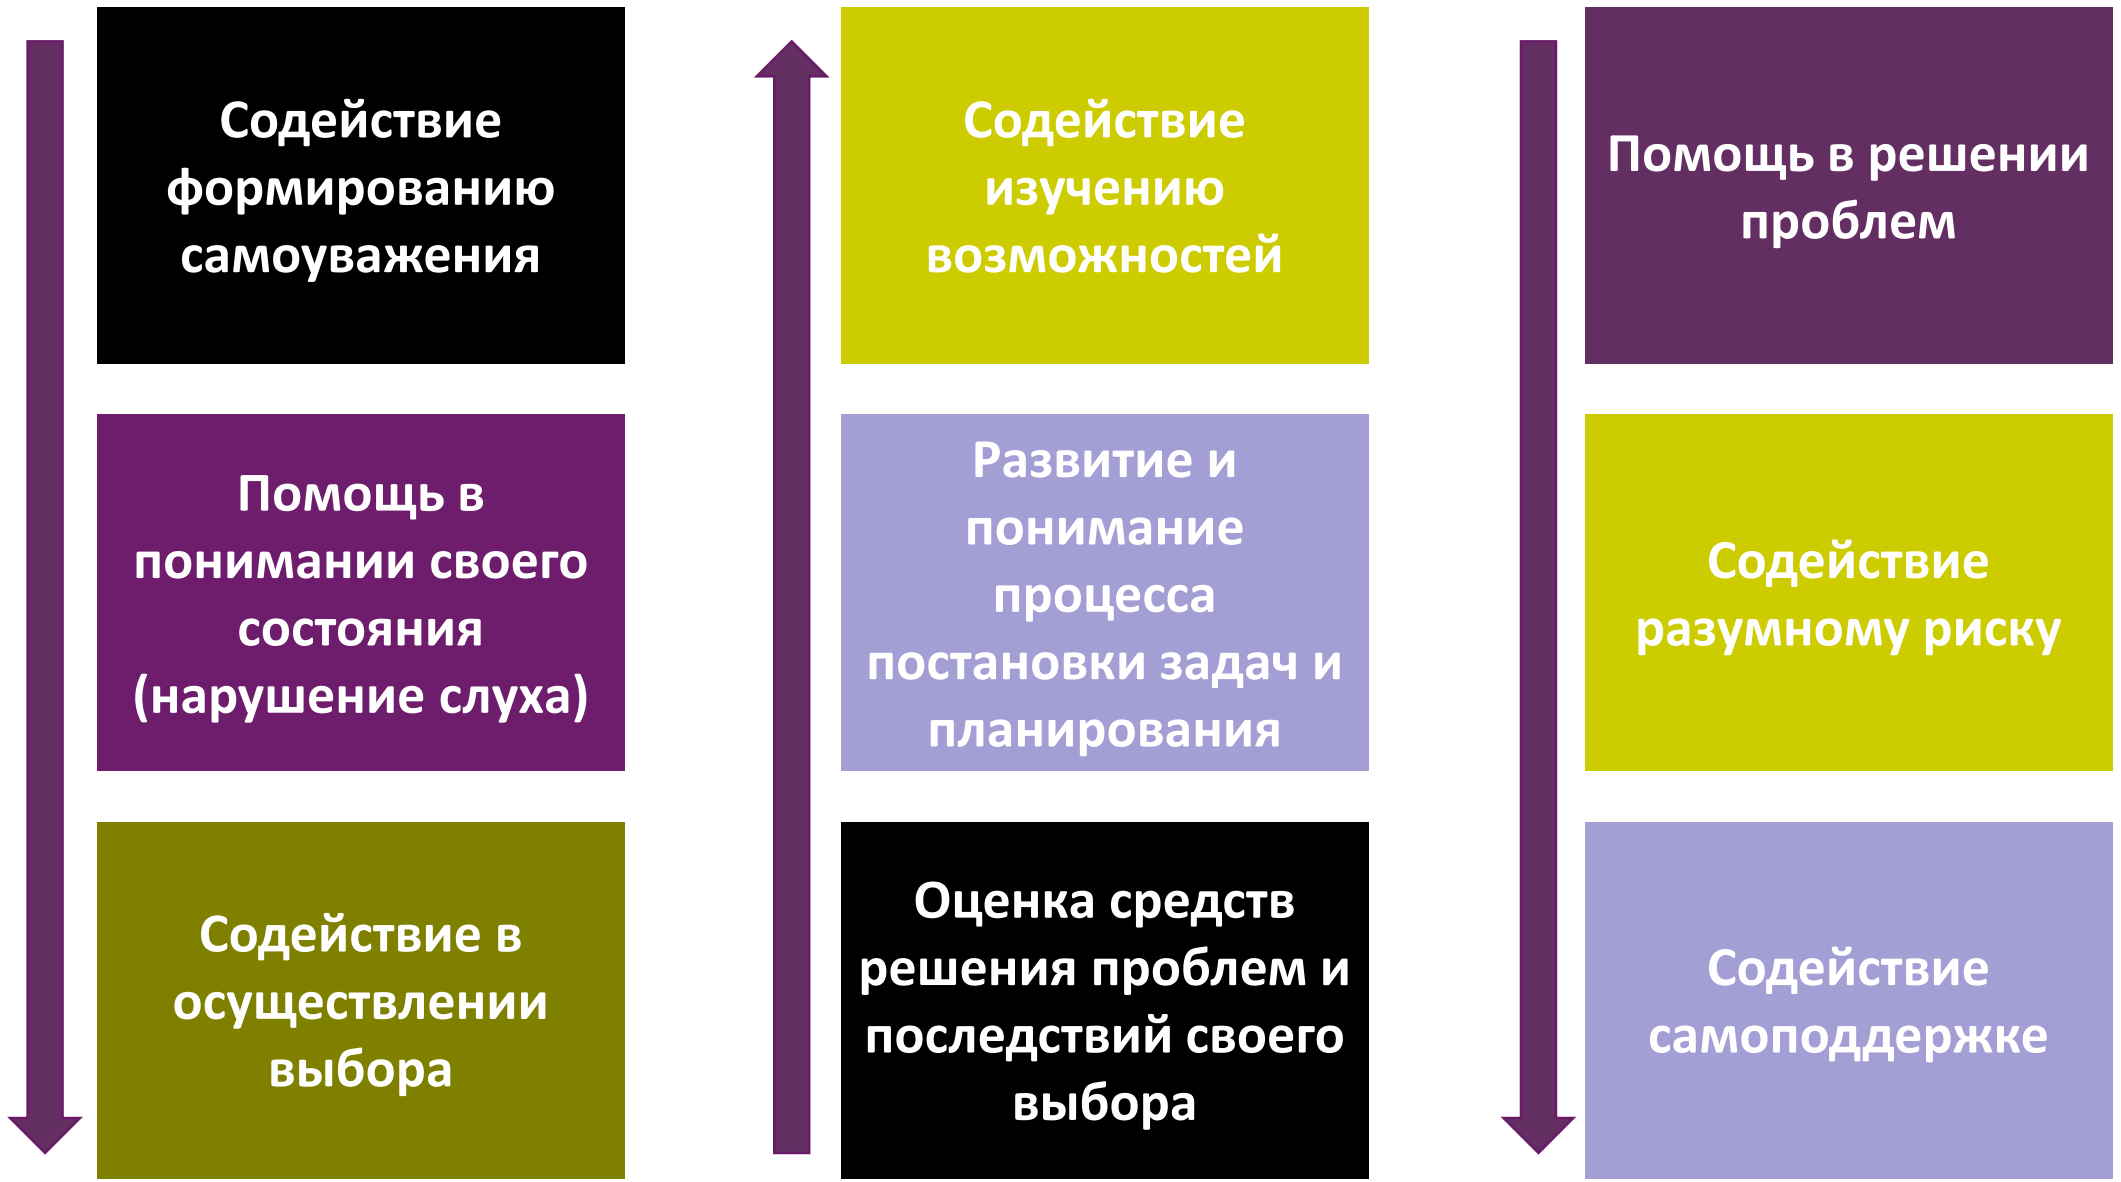 Содействие
формированию
самоуважения
Помощь в
понимании своего
состояния
(нарушение слуха)
Содействие в
осуществлении
выбора
Оценка средств
решения проблем и
последствий своего
выбора
Развитие и
понимание
процесса
постановки задач и
планирования
Содействие
изучению
возможностей
Помощь в решении
проблем
Содействие
разумному риску
Содействие
самоподдержке